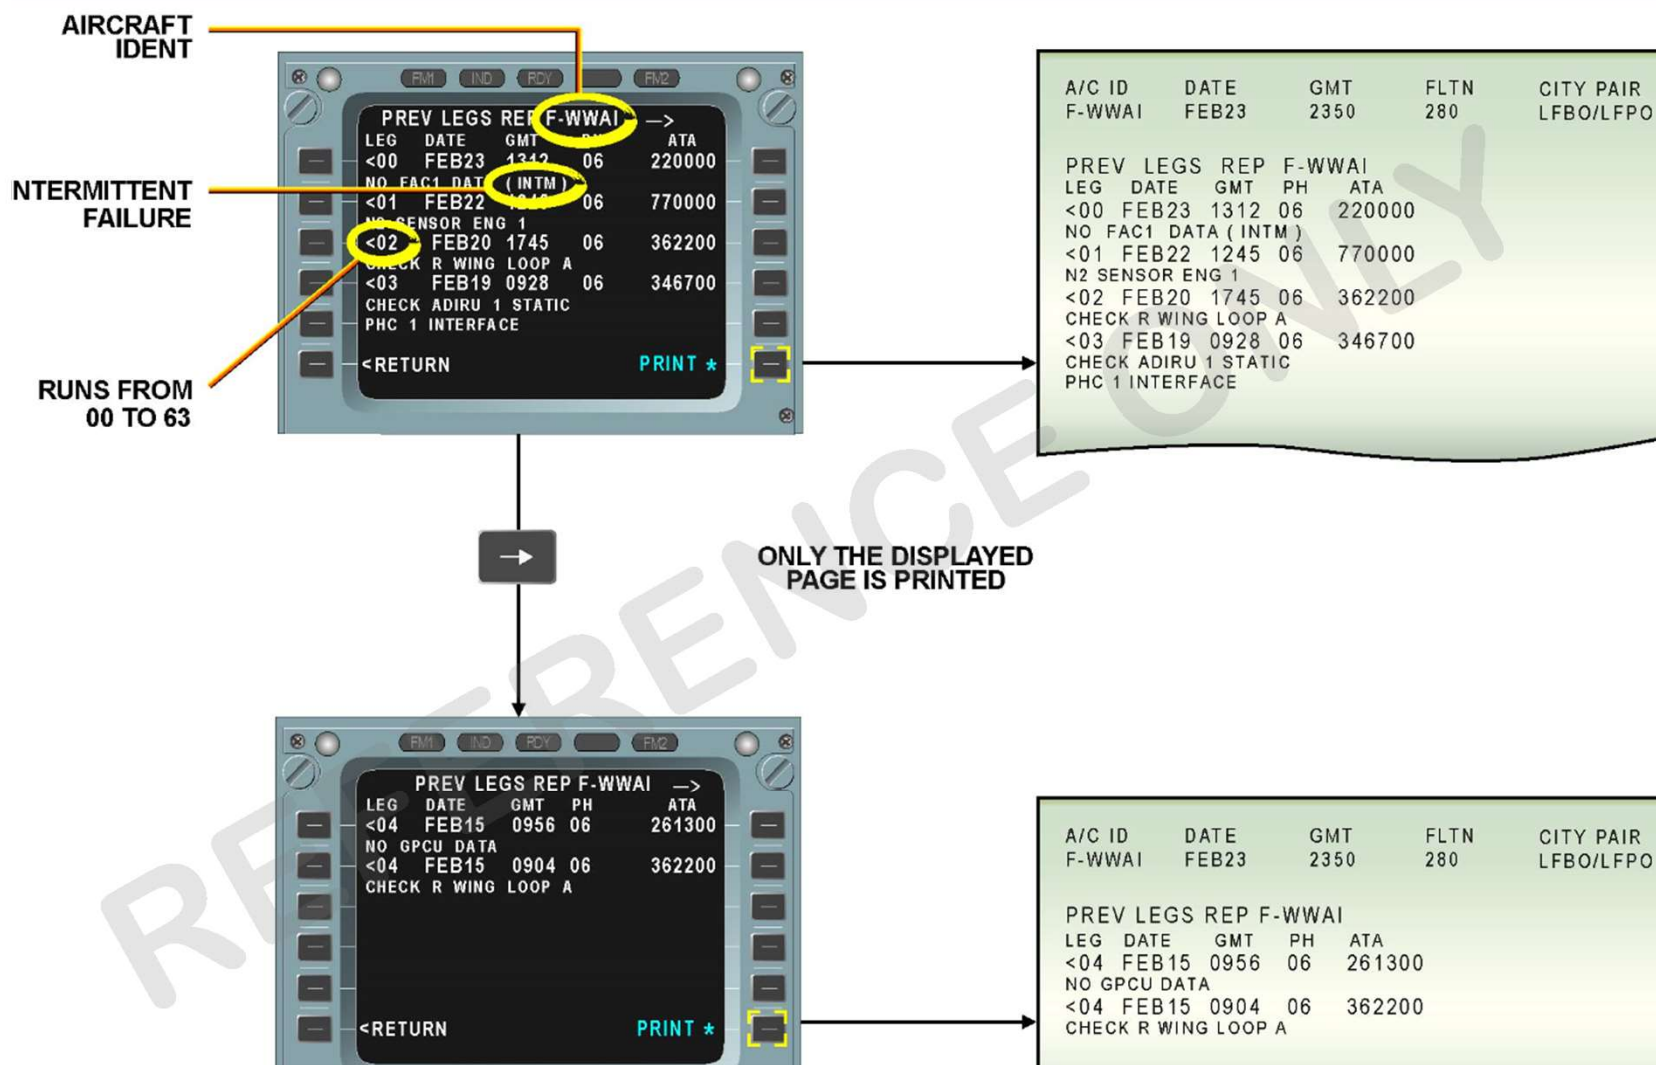 AIRCRAFT
IDENT
FM1 IND RDY FM2
PREV LEGS REP F-WWAI —>
LEG DATE GMT ATA
<00 FEB23 1312 06 220000
NO FAC1 DAT (INTM)
<01 FEB22 06 770000
N2 SENSOR ENG 1
<02 FEB20 1745 06 362200
CHECK R WING LOOP A
<03 FEB19 0928 06 346700
CHECK ADIRU 1 STATIC
PHC 1 INTERFACE
<RETURN PRINT *
NTERMITTENT
FAILURE
RUNS FROM
00 TO 63
A/C ID DATE GMT FLTN CITY PAIR
F-WWAI FEB23 2350 280 LFBO/LFPO
PREV LEGS REP F-WWAI
LEG DATE GMT PH ATA
<00 FEB23 1312 06 220000
NO FAC1 DATA (INTM)
<01 FEB22 1245 06 770000
N2 SENSOR ENG 1
<02 FEB20 1745 06 362200
CHECK R WING LOOP A
<03 FEB19 0928 06 346700
CHECK ADIRU 1 STATIC
PHC 1 INTERFACE
→
ONLY THE DISPLAYED
PAGE IS PRINTED
FM1 IND RDY FM2
PREV LEGS REP F-WWAI —>
LEG DATE GMT PH ATA
<04 FEB15 0956 06 261300
NO GPCU DATA
<04 FEB15 0904 06 362200
CHECK R WING LOOP A
<RETURN PRINT *
A/C ID DATE GMT FLTN CITY PAIR
F-WWAI FEB23 2350 280 LFBO/LFPO
PREV LEGS REP F-WWAI
LEG DATE GMT PH ATA
<04 FEB15 0956 06 261300
NO GPCU DATA
<04 FEB15 0904 06 362200
CHECK R WING LOOP A
REFERENCE ONLY